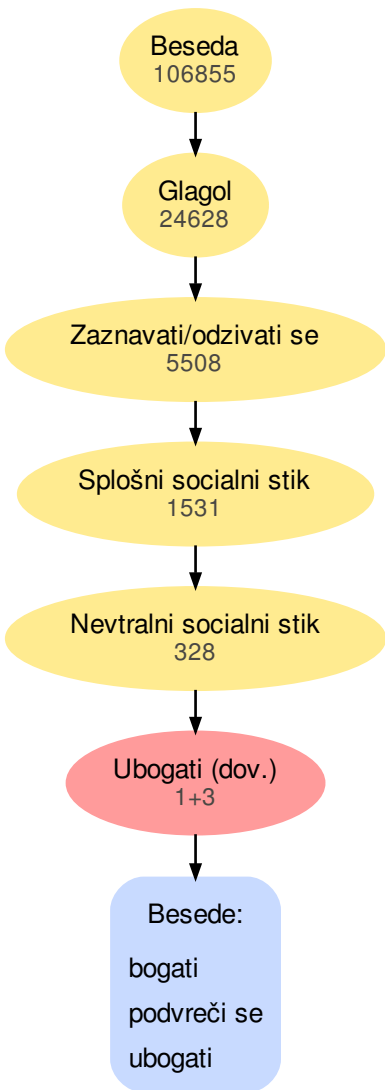 Beseda
106855
Glagol
24628
Zaznavati/odzivati se
5508
Splošni socialni stik
1531
Nevtralni socialni stik
328
Ubogati (dov.)
1+3
Besede:
bogati
podvreči se
ubogati